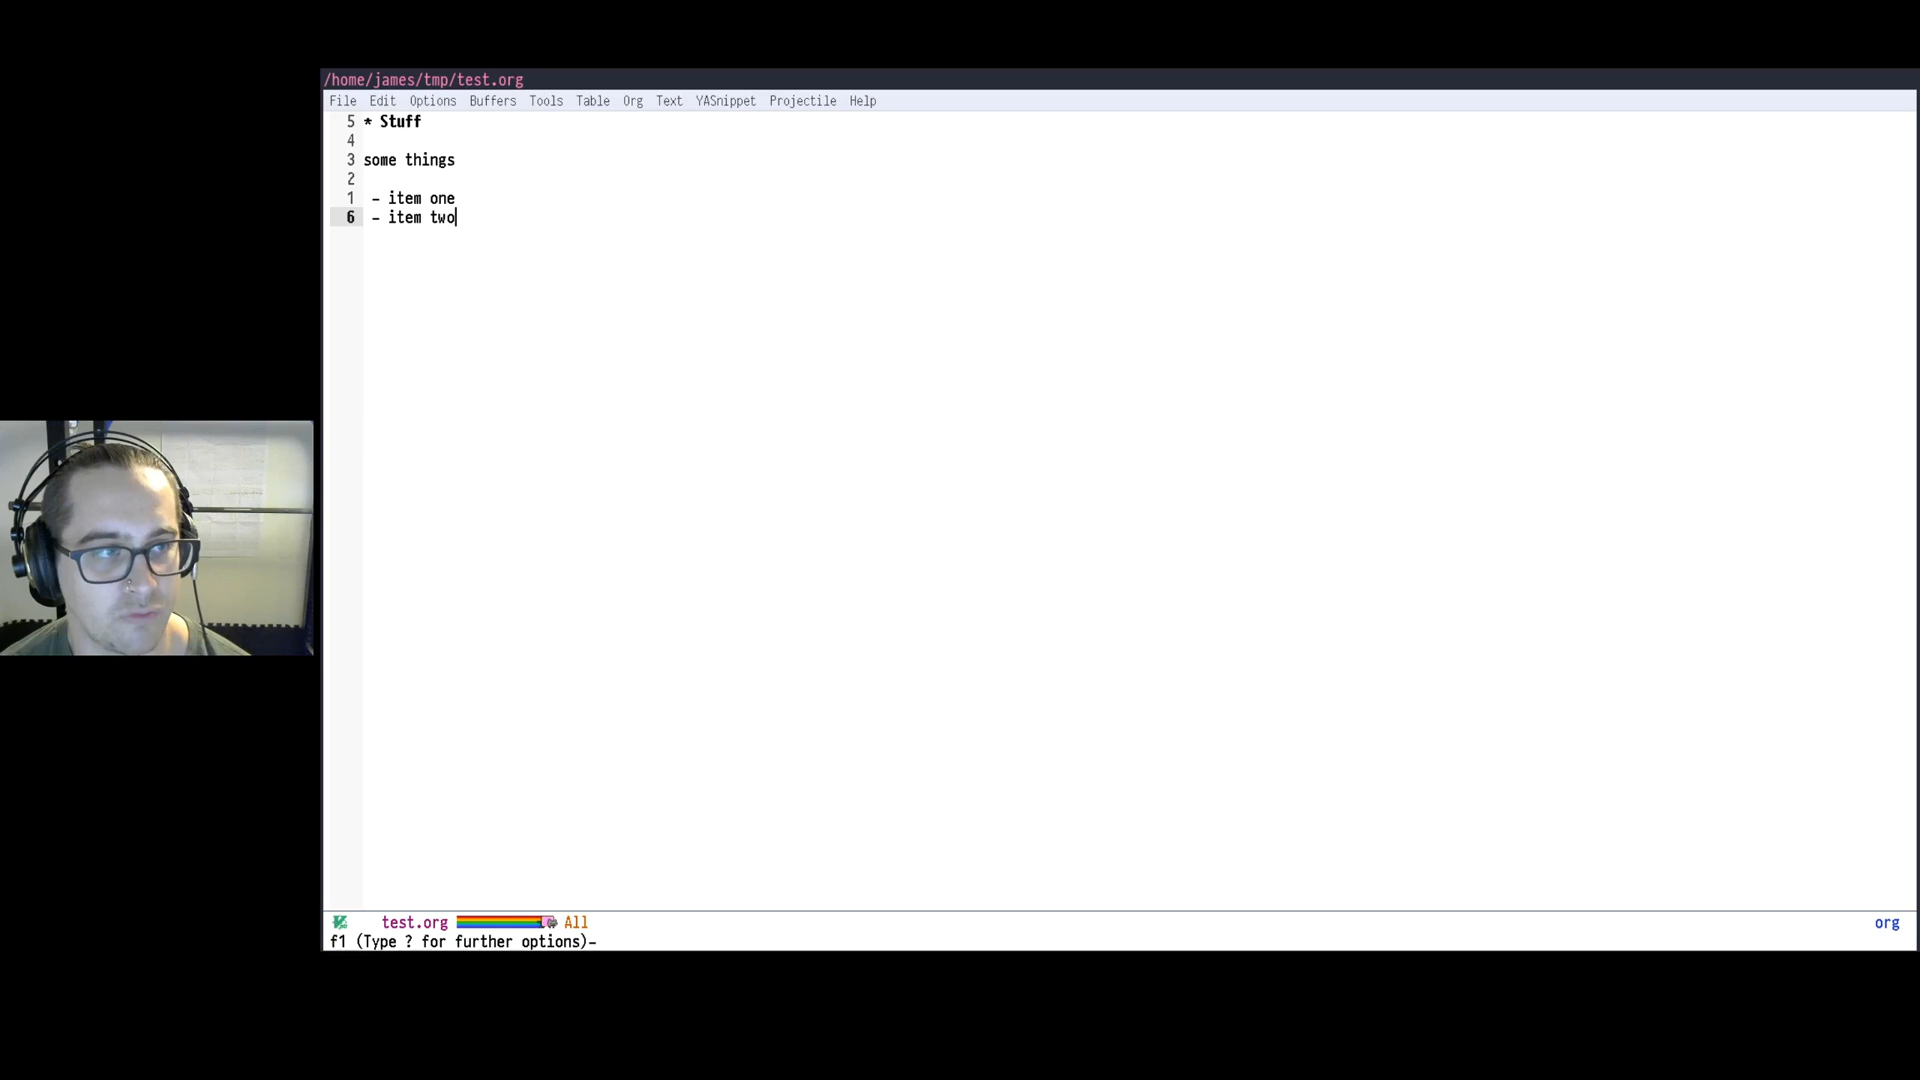 /home/james/tmp/test.org
File Edit Options Buffers Tools Table Org Text YASnippet Projectile Help
5 * Stuff
4
3 some things
2
1 - item one
6 - item two
test.org All org
f1 (Type ? for further options)-